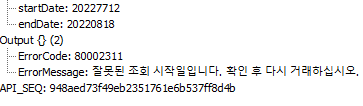 startDate: 20227712
endDate: 20220818
Output {} (2)
ErrorCode: 80002311
ErrorMessage: 잘못된 조회 시작일입니다. 확인 후 다시 거래하십시오.
API_SEQ: 948aed73f49eb2351761e6b537ff8d4b